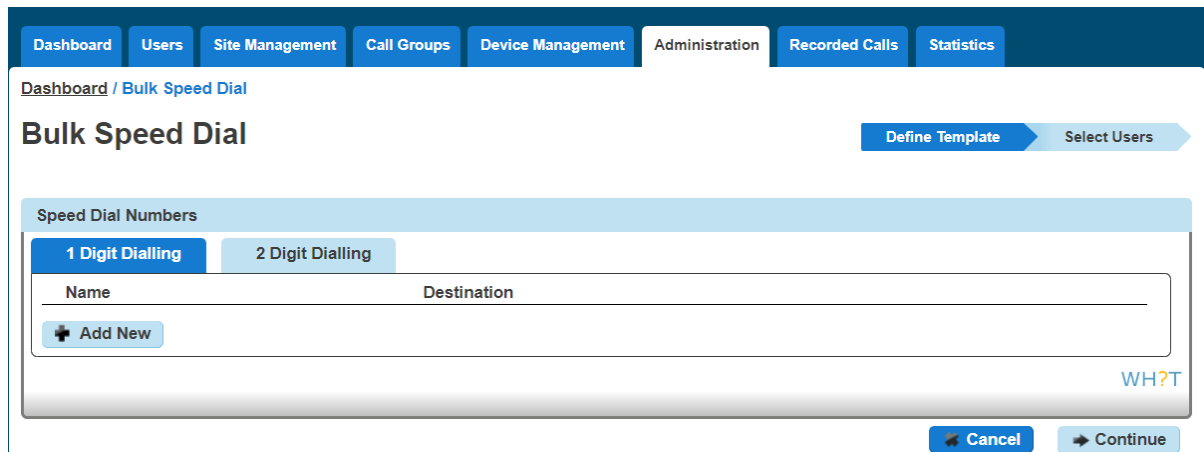 Dashboard Users Site Management Call Groups Device Management Administration Recorded Calls Statistics
Dashboard / Bulk Speed Dial
Bulk Speed Dial
Define Template Select Users
Speed Dial Numbers
1 Digit Dialling 2 Digit Dialling
Name Destination
Add New
WH?T
Cancel Continue